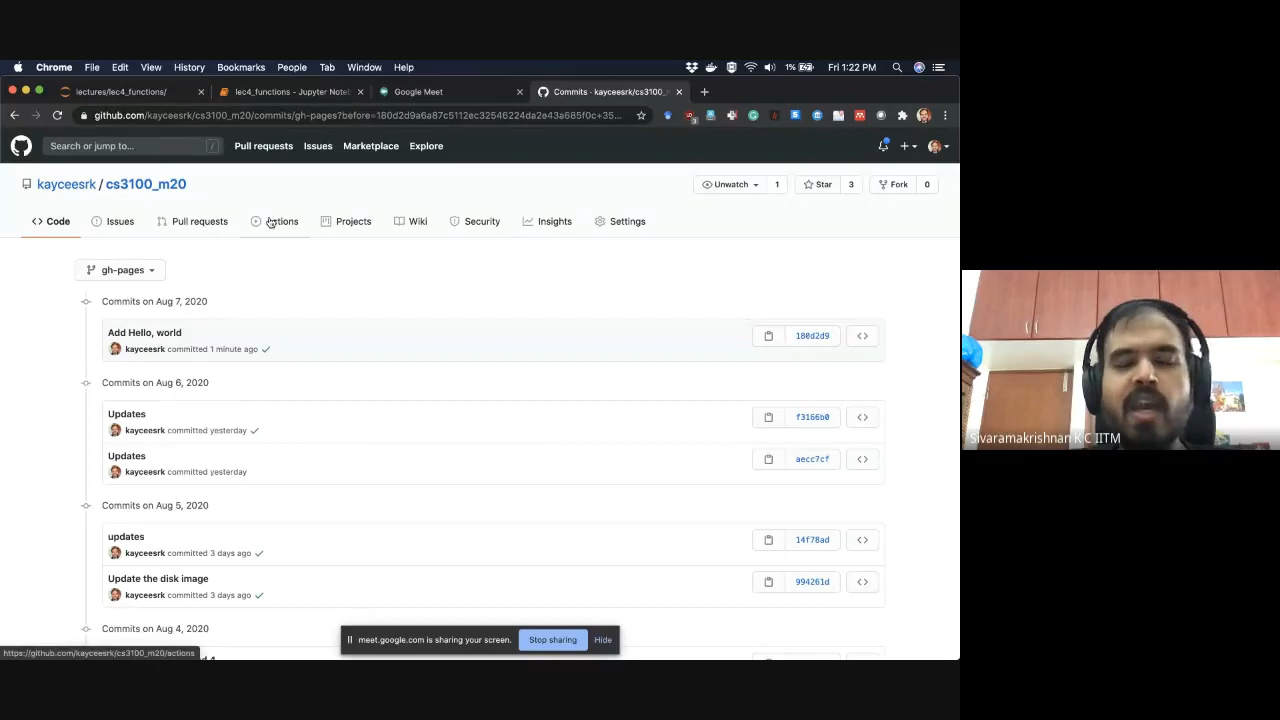 Chrome File Edit View History Bookmarks People Tab Window Help 1% Fri 1:22 PM
lectures/lec4_functions/ lec4_functions - Jupyter Noteb Google Meet Commits · kayceesrk/cs3100_
github.com/kayceesrk/cs3100_m20/commits/gh-pages?before=180d2d9a6a87c5112ec32546224da2e43a685f0c+35...
Search or jump to... / Pull requests Issues Marketplace Explore
kayceesrk / cs3100_m20 Unwatch 1 Star 3 Fork 0
Code Issues Pull requests Actions Projects Wiki Security Insights Settings
gh-pages
Commits on Aug 7, 2020
Add Hello, world
kayceesrk committed 1 minute ago
180d2d9
Commits on Aug 6, 2020
Updates
kayceesrk committed yesterday
f3166b0
Updates
kayceesrk committed yesterday
aecc7cf
Commits on Aug 5, 2020
updates
kayceesrk committed 3 days ago
14f78ad
Update the disk image
kayceesrk committed 3 days ago
994261d
Commits on Aug 4, 2020
meet.google.com is sharing your screen. Stop sharing Hide
https://github.com/kayceesrk/cs3100_m20/actions
Sivaramakrishnan K C IITM